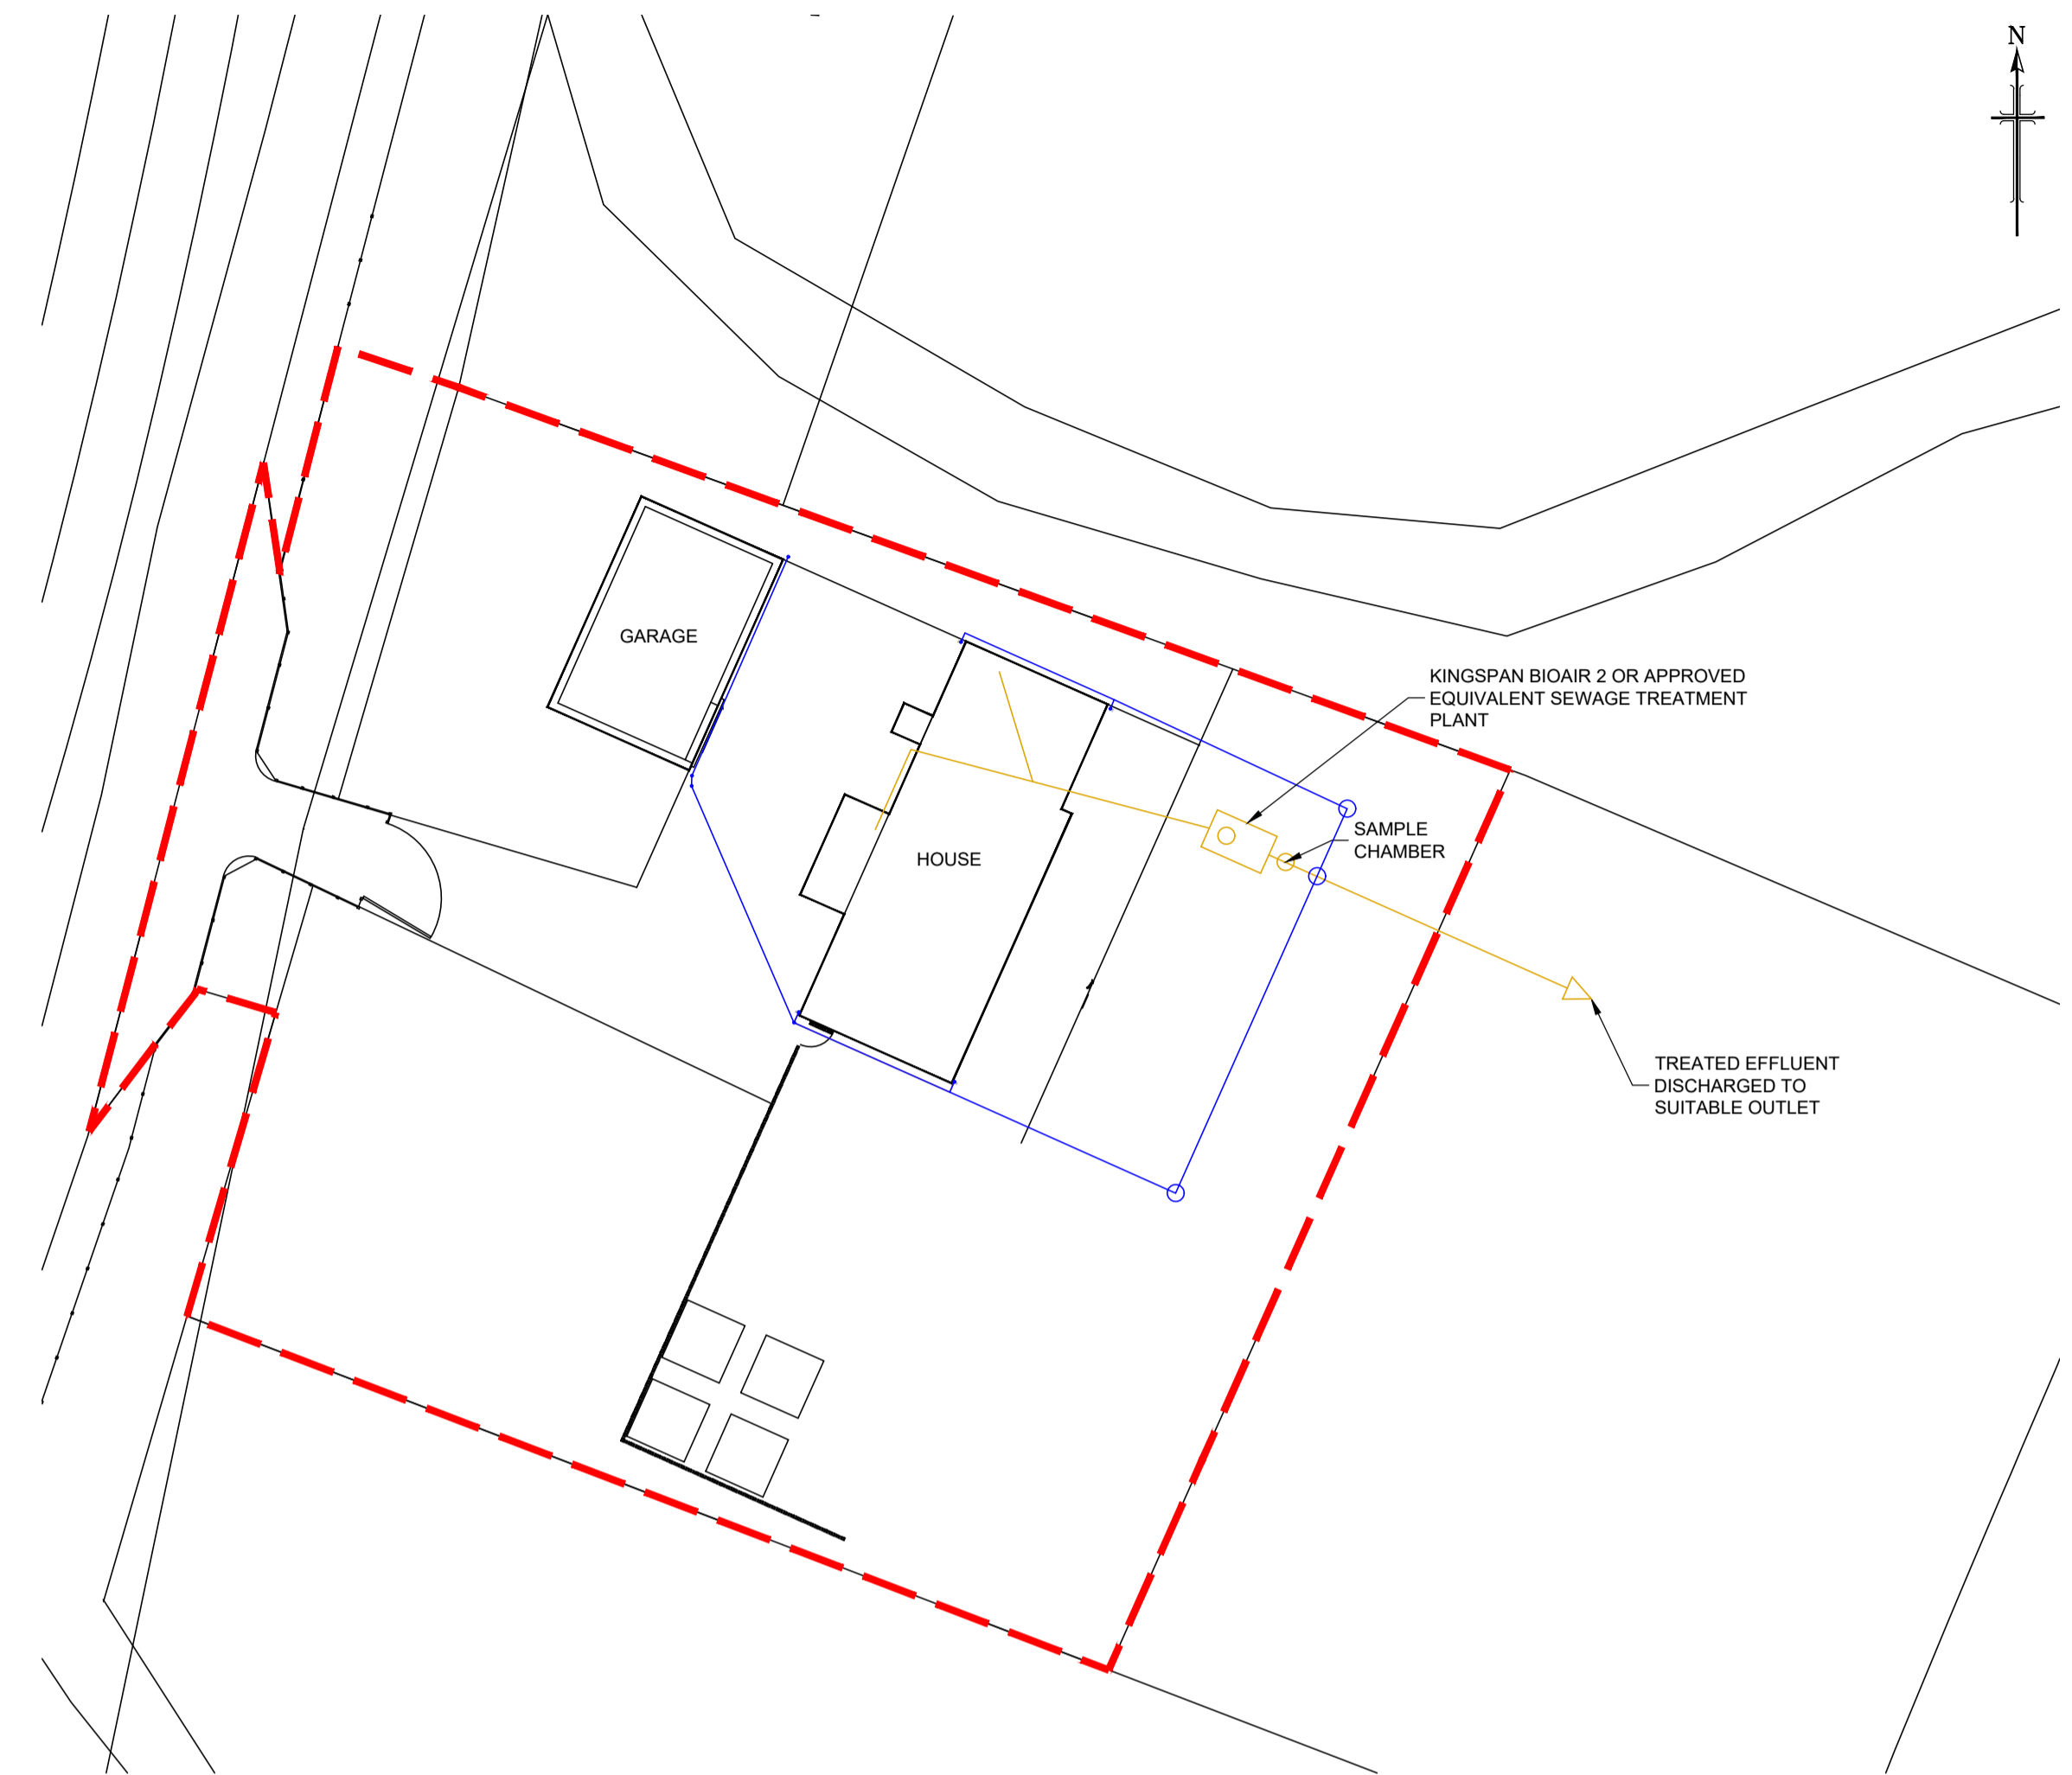 N
GARAGE
KINGSPAN BIOAIR 2 OR APPROVED
EQUIVALENT SEWAGE TREATMENT
PLANT
SAMPLE
CHAMBER
HOUSE
TREATED EFFLUENT
DISCHARGED TO
SUITABLE OUTLET